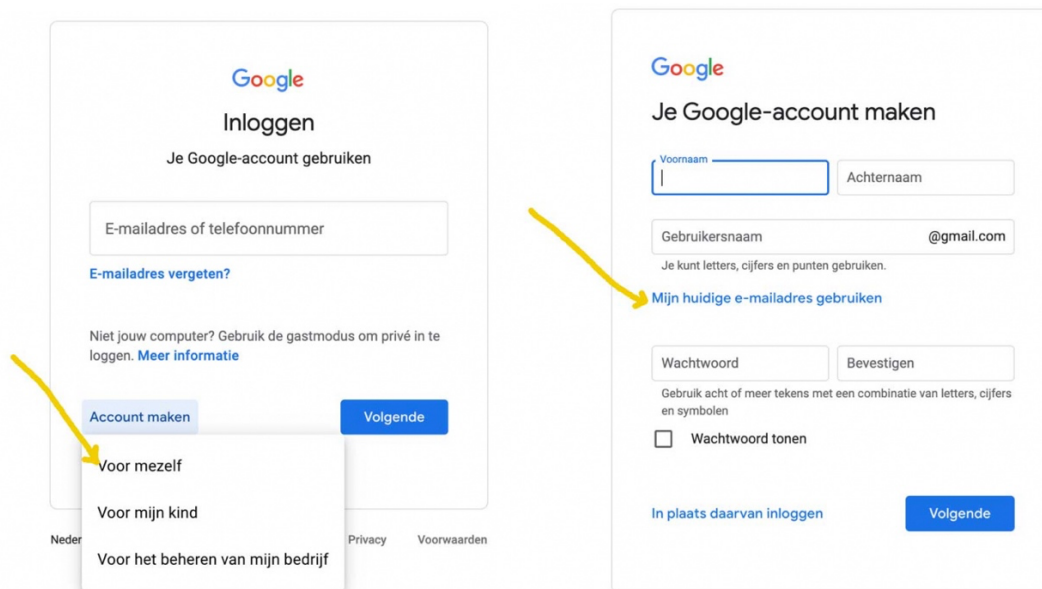 Google
Inloggen
Je Google-account gebruiken
E-mailadres of telefoonnummer
E-mailadres vergeten?
Niet jouw computer? Gebruik de gastmodus om privé in te
loggen. Meer informatie
Account maken
Volgende
Voor mezelf
Voor mijn kind
Voor het beheren van mijn bedrijf
Neder
Privacy
Voorwaarden
Google
Je Google-account maken
Voornaam
Achternaam
Gebruikersnaam
@gmail.com
Je kunt letters, cijfers en punten gebruiken.
Mijn huidige e-mailadres gebruiken
Wachtwoord
Bevestigen
Gebruik acht of meer tekens met een combinatie van letters, cijfers
en symbolen
Wachtwoord tonen
In plaats daarvan inloggen
Volgende